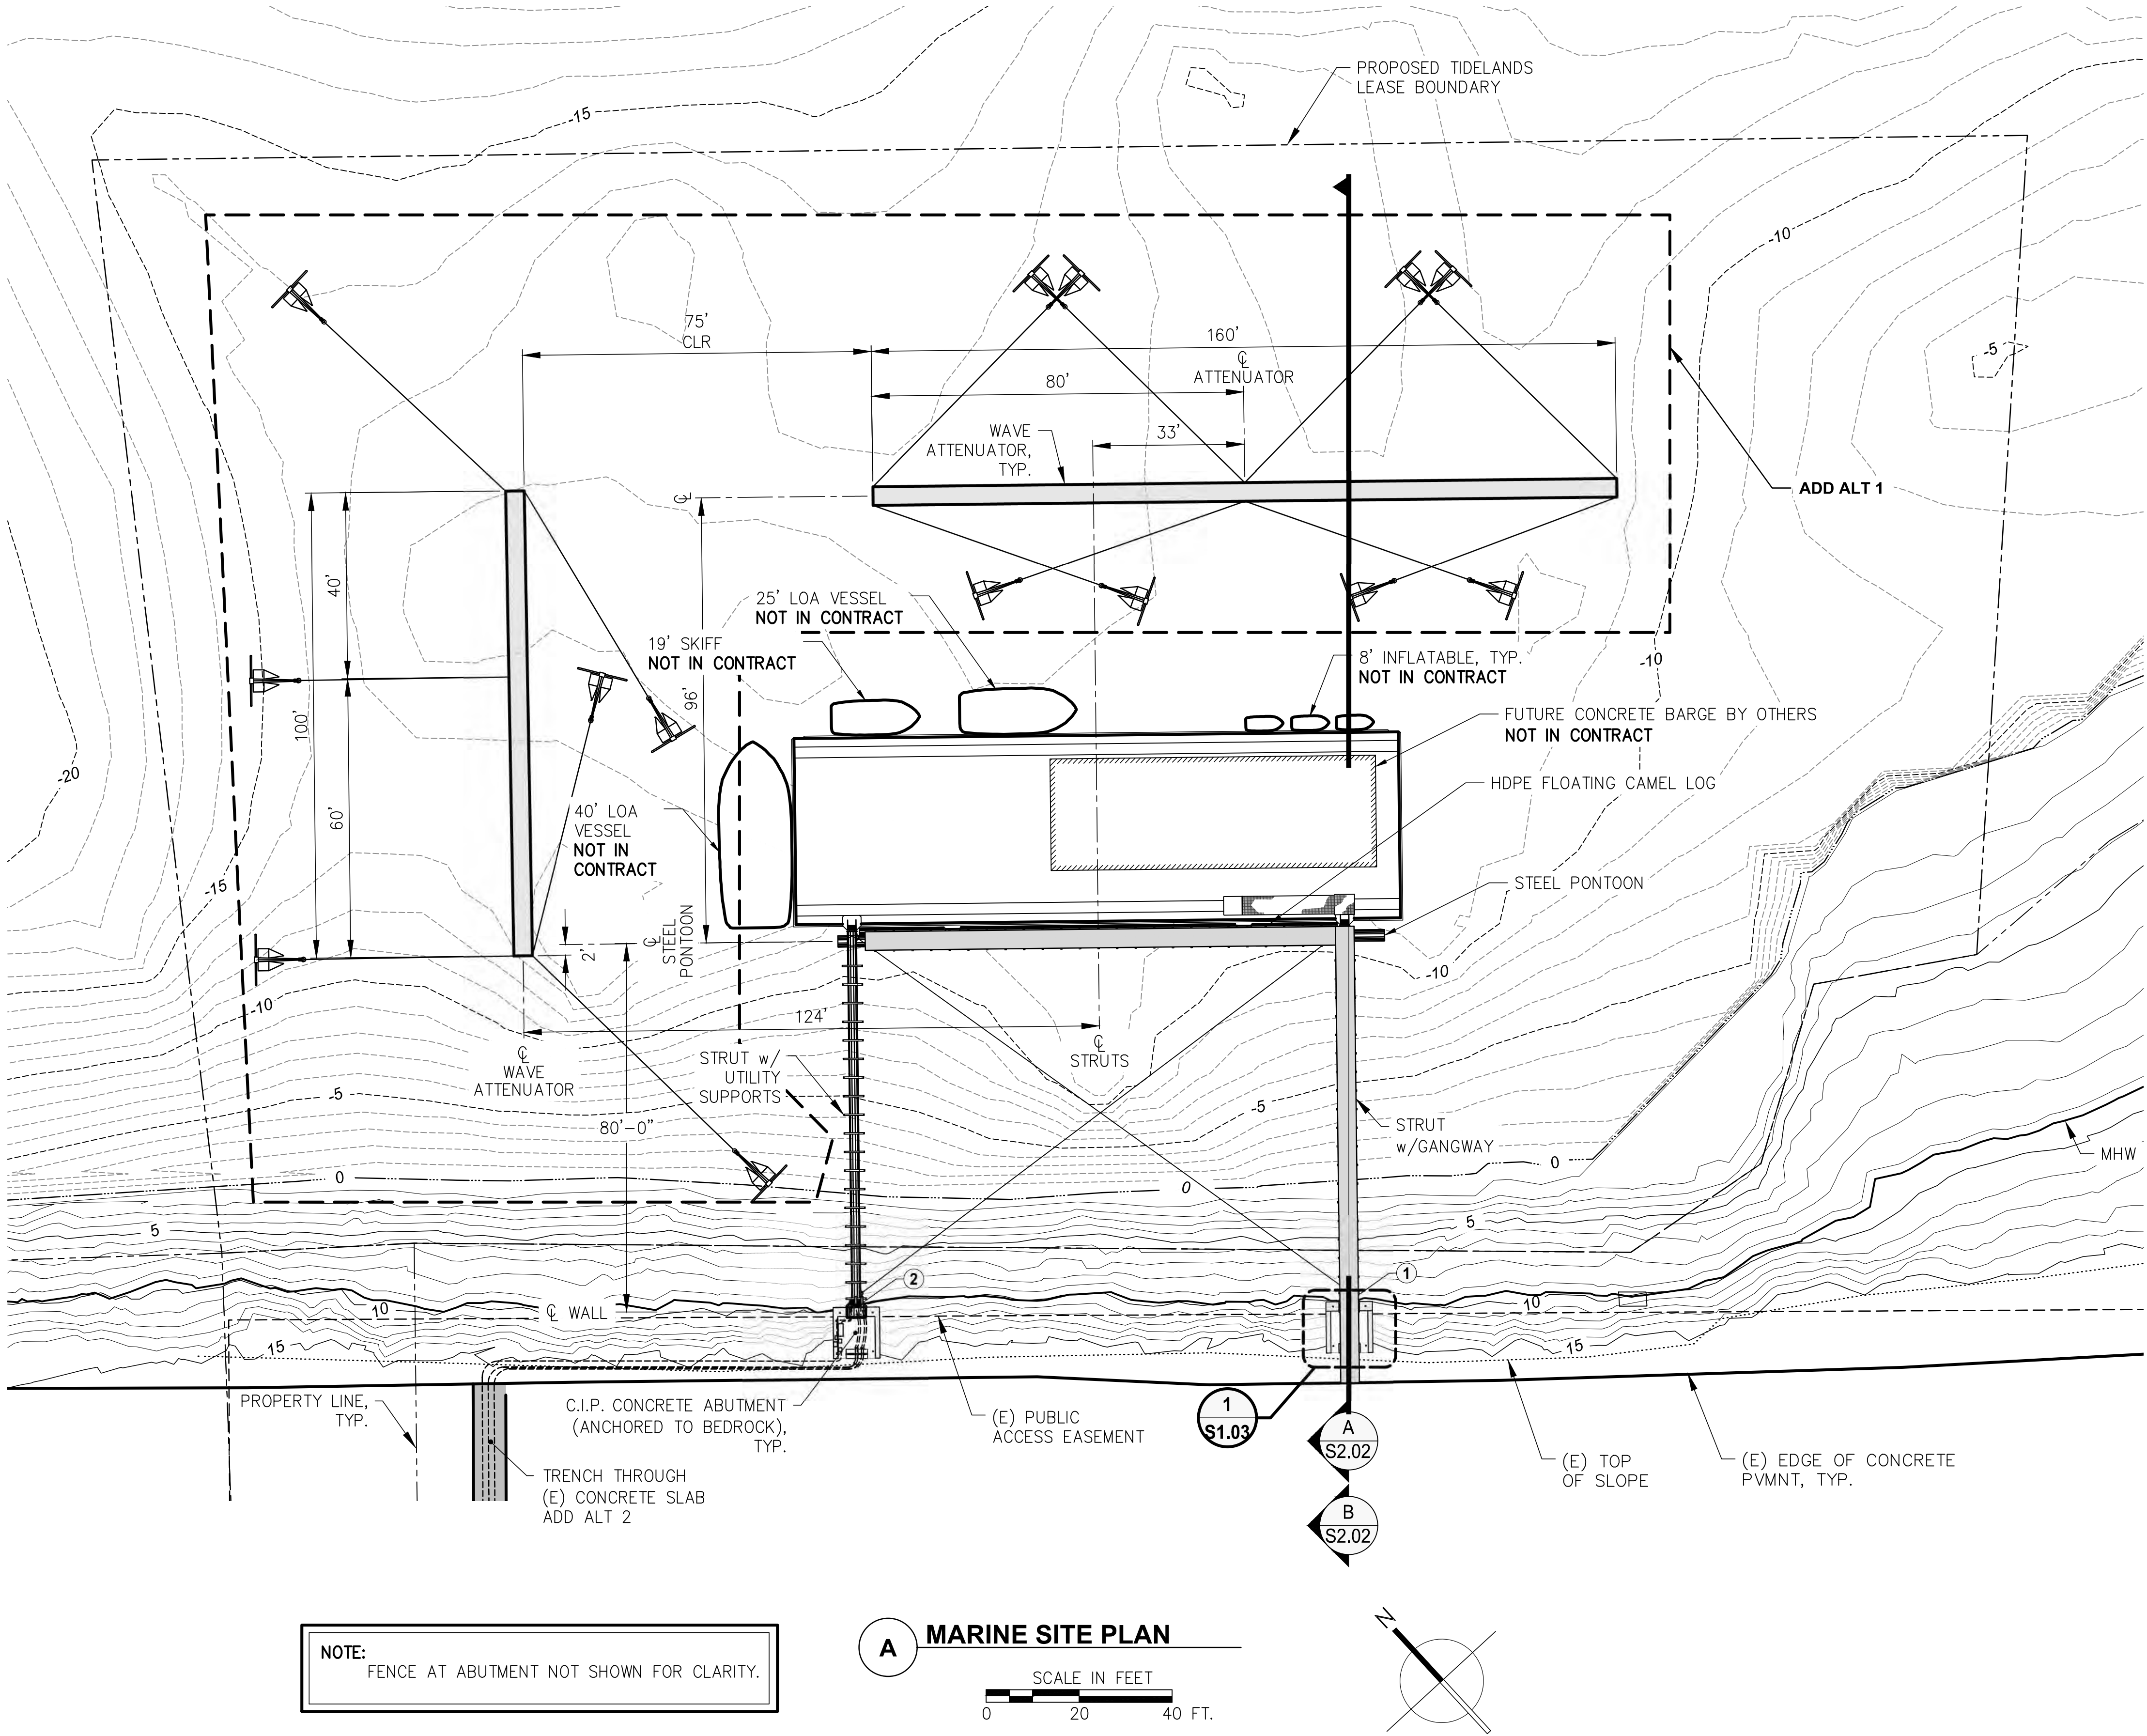 PROPOSED TIDELANDS
LEASE BOUNDARY
-15
-10
-5
75'
CLR
160'
℄
ATTENUATOR
80'
33'
WAVE
ATTENUATOR,
TYP.
℄
ADD ALT 1
40'
100'
60'
96'
25' LOA VESSEL
NOT IN CONTRACT
19' SKIFF
NOT IN CONTRACT
8' INFLATABLE, TYP.
NOT IN CONTRACT
-10
FUTURE CONCRETE BARGE BY OTHERS
NOT IN CONTRACT
HDPE FLOATING CAMEL LOG
-20
40' LOA
VESSEL
NOT IN
CONTRACT
STEEL PONTOON
-15
℄
STEEL
PONTOON
2'
-10
-10
124'
℄
WAVE
ATTENUATOR
STRUT w/
UTILITY
SUPPORTS
℄
STRUTS
-5
-5
80'-0"
STRUT
w/GANGWAY
MHW
0
0
0
5
5
2
1
10
℄ WALL
10
15
15
PROPERTY LINE,
TYP.
C.I.P. CONCRETE ABUTMENT
(ANCHORED TO BEDROCK),
TYP.
(E) PUBLIC
ACCESS EASEMENT
1
S1.03
A
S2.02
B
S2.02
(E) TOP
OF SLOPE
(E) EDGE OF CONCRETE
PVMNT, TYP.
TRENCH THROUGH
(E) CONCRETE SLAB
ADD ALT 2
NOTE:
FENCE AT ABUTMENT NOT SHOWN FOR CLARITY.
A
MARINE SITE PLAN
SCALE IN FEET
0 20 40 FT.
N